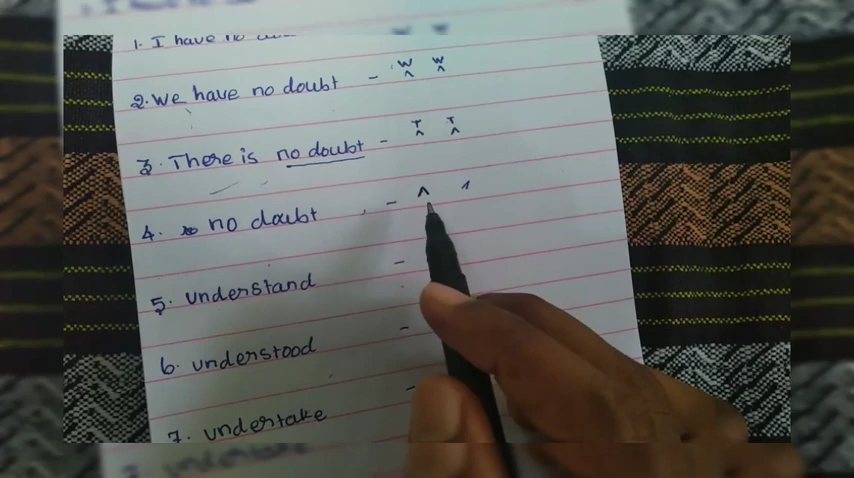 1. I have no
2. We have no doubt - W ^ W ^
3. There is no doubt - T ^ T ^
4. no doubt - ^ ^
5. understand -
6. understood -
7. undertake -